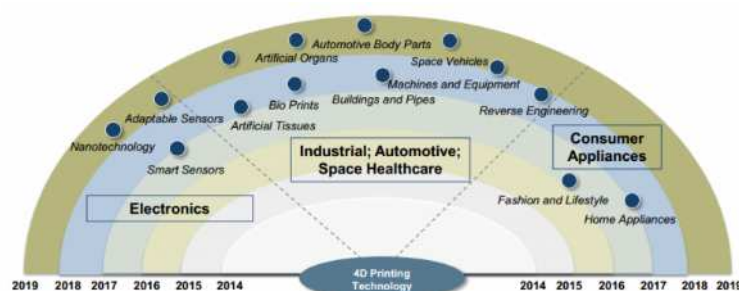 Automotive Body Parts
Artificial Organs
Space Vehicles
Machines and Equipment
Buildings and Pipes
Bio Prints
Reverse Engineering
Adaptable Sensors
Artificial Tissues
Nanotechnology
Smart Sensors
Consumer
Appliances
Industrial; Automotive;
Space Healthcare
Electronics
Fashion and Lifestyle
Home Appliances
4D Printing
Technology
2019 2018 2017 2016 2015 2014 2014 2015 2016 2017 2018 2019